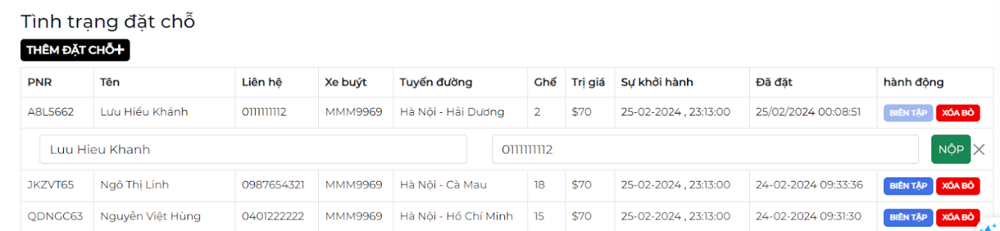 Tình trạng đặt chỗ
THÊM ĐẶT CHỖ+
PNR Tên Liên hệ Xe buýt Tuyến đường Ghế Trị giá Sự khởi hành Đã đặt hành động
A8L5662 Lưu Hiểu Khánh 0111111112 MMM9969 Hà Nội - Hải Dương 2 $70 25-02-2024 , 23:13:00 25/02/2024 00:08:51 BIÊN TẬP XÓA BỎ
Luu Hieu Khanh 0111111112 NỘP ×
JKZVT65 Ngô Thị Linh 0987654321 MMM9969 Hà Nội - Cà Mau 18 $70 25-02-2024 , 23:13:00 24-02-2024 09:33:36 BIÊN TẬP XÓA BỎ
QDNGC63 Nguyễn Việt Hùng 0401222222 MMM9969 Hà Nội - Hồ Chí Minh 15 $70 25-02-2024 , 23:13:00 24-02-2024 09:31:30 BIÊN TẬP XÓA BỎ